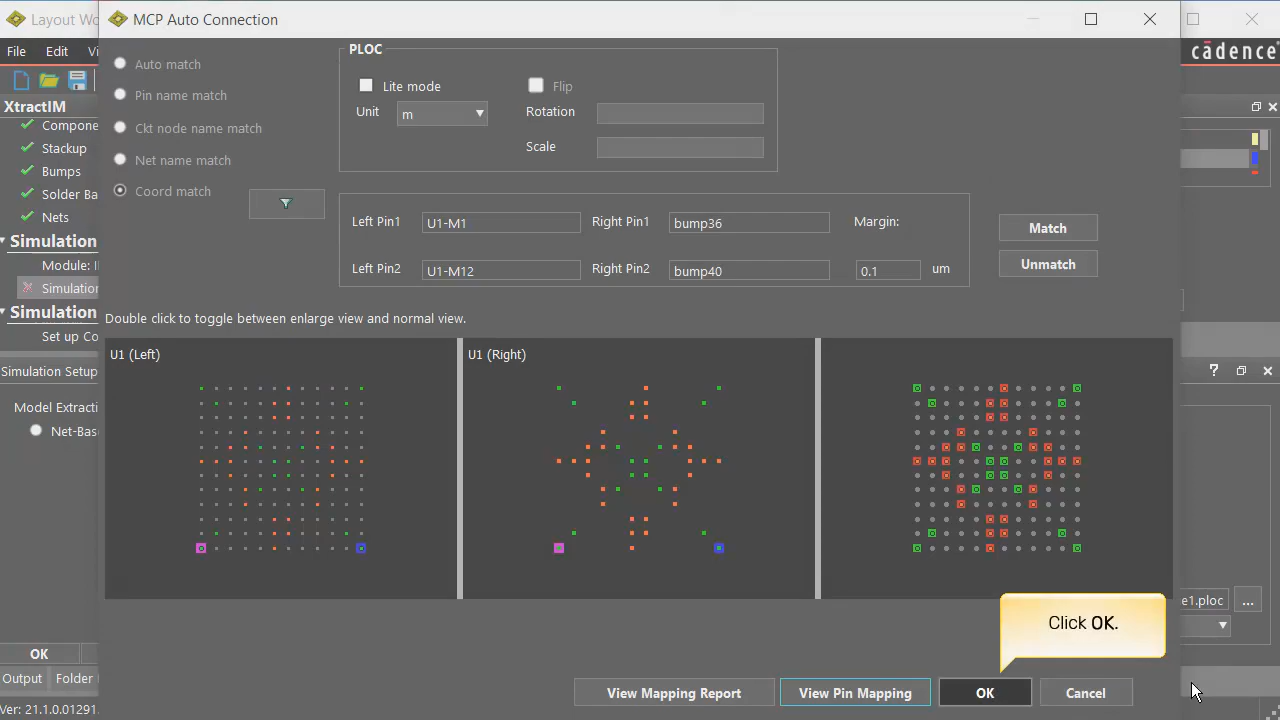 Layout Wo
MCP Auto Connection
File Edit Vi
cādence
XtractIM
Compone
Stackup
Bumps
Solder Ba
Nets
Simulation
Module: I
Simulation
Simulation
Set up Co
Simulation Setup
Model Extracti
Net-Base
OK
Output Folder
Ver: 21.1.0.01291.
Auto match
Pin name match
Ckt node name match
Net name match
Coord match
PLOC
Lite mode
Flip
Unit m
Rotation
Scale
Left Pin1 U1-M1 Right Pin1 bump36 Margin:
Left Pin2 U1-M12 Right Pin2 bump40 0.1 um
Match
Unmatch
Double click to toggle between enlarge view and normal view.
U1 (Left)
U1 (Right)
?
e1.ploc ...
Click OK.
View Mapping Report View Pin Mapping OK Cancel